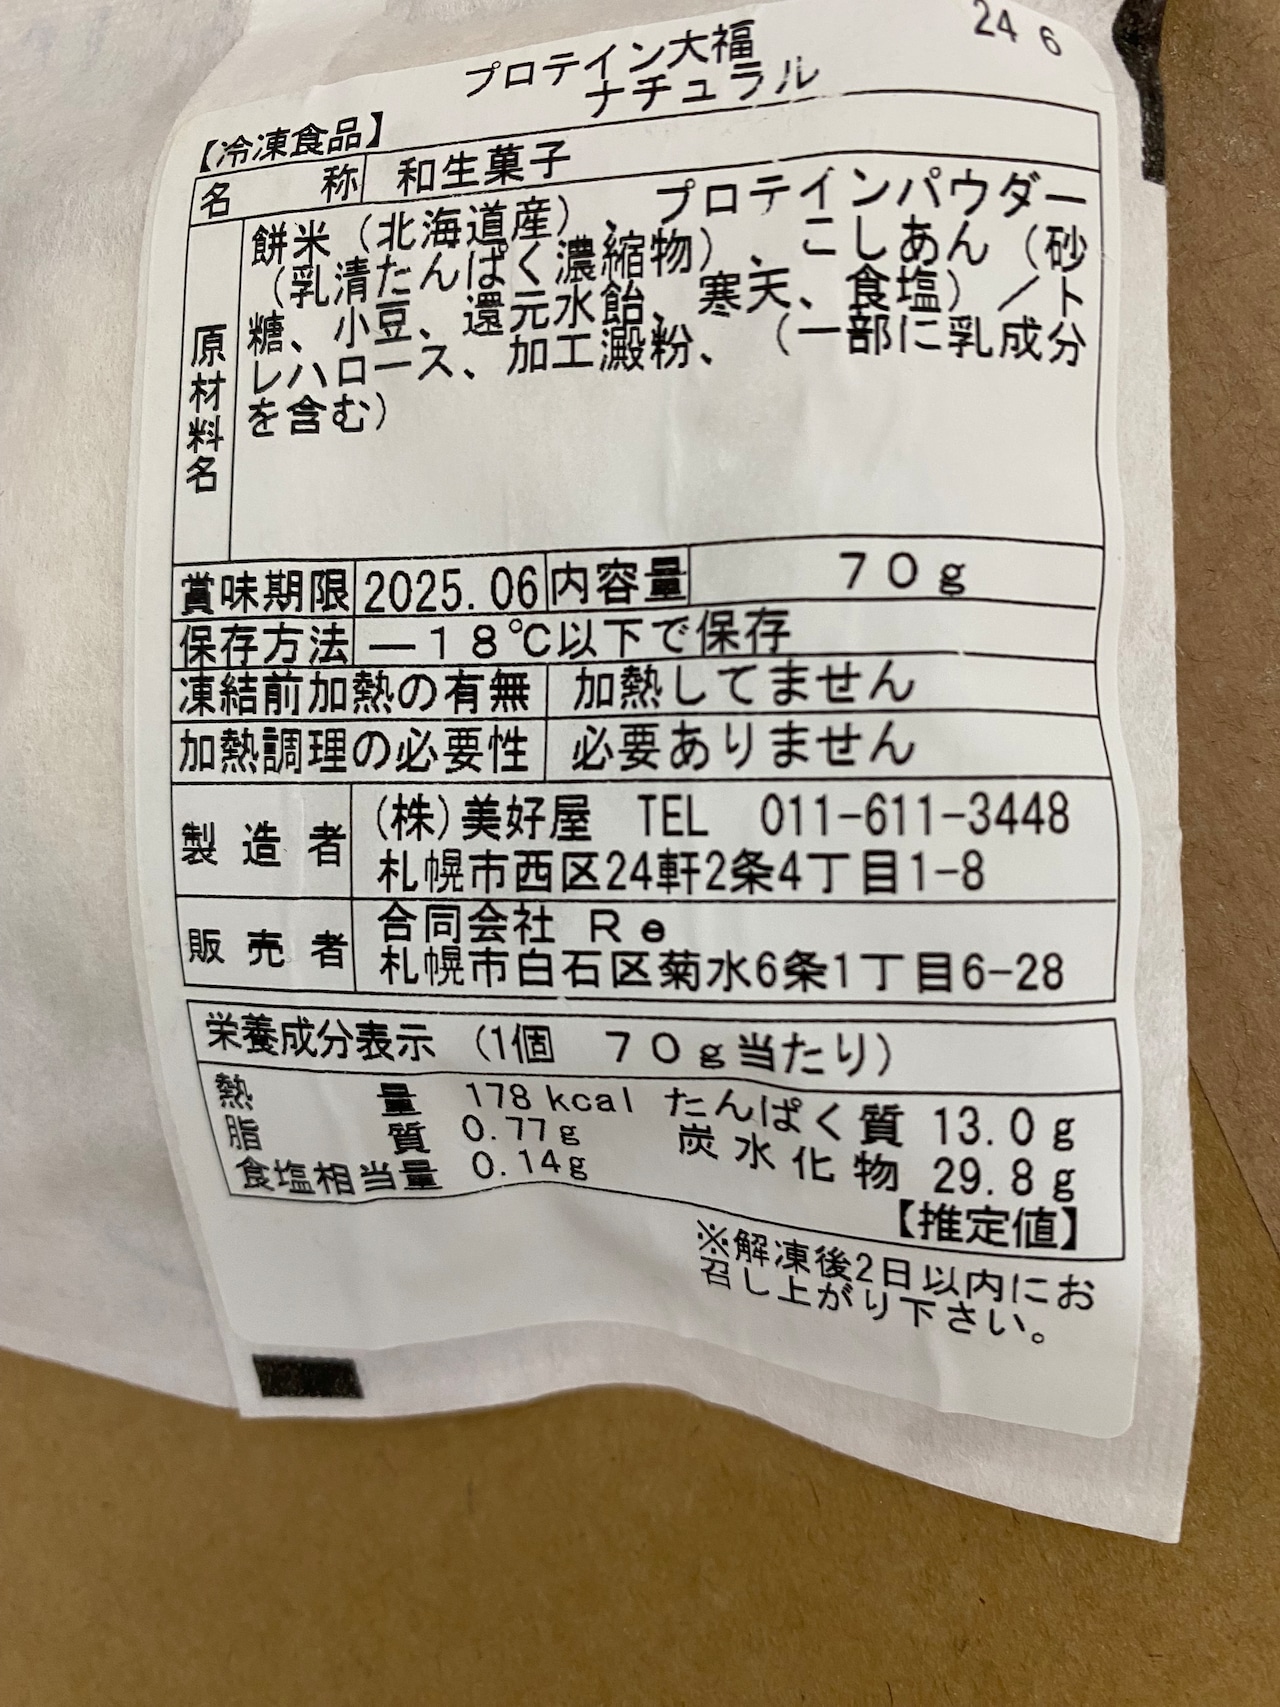 24 6
プロテイン大福
ナチュラル
【冷凍食品】
名 称 和生菓子
原材料名
餅米（北海道産）、プロテインパウダー
（乳清たんぱく濃縮物）、こしあん（砂
糖、小豆、還元水飴、寒天、食塩）／ト
レハロース、加工澱粉、（一部に乳成分
を含む）
賞味期限 2025.06 内容量 70g
保存方法 －18℃以下で保存
凍結前加熱の有無 加熱してません
加熱調理の必要性 必要ありません
製造者 (株)美好屋 TEL 011-611-3448
札幌市西区24軒2条4丁目1-8
販売者 合同会社 Re
札幌市白石区菊水6条1丁目6-28
栄養成分表示（1個 70g当たり）
熱量 178kcal たんぱく質 13.0g
脂質 0.77g 炭水化物 29.8g
食塩相当量 0.14g
【推定値】
※解凍後2日以内にお
召し上がり下さい。